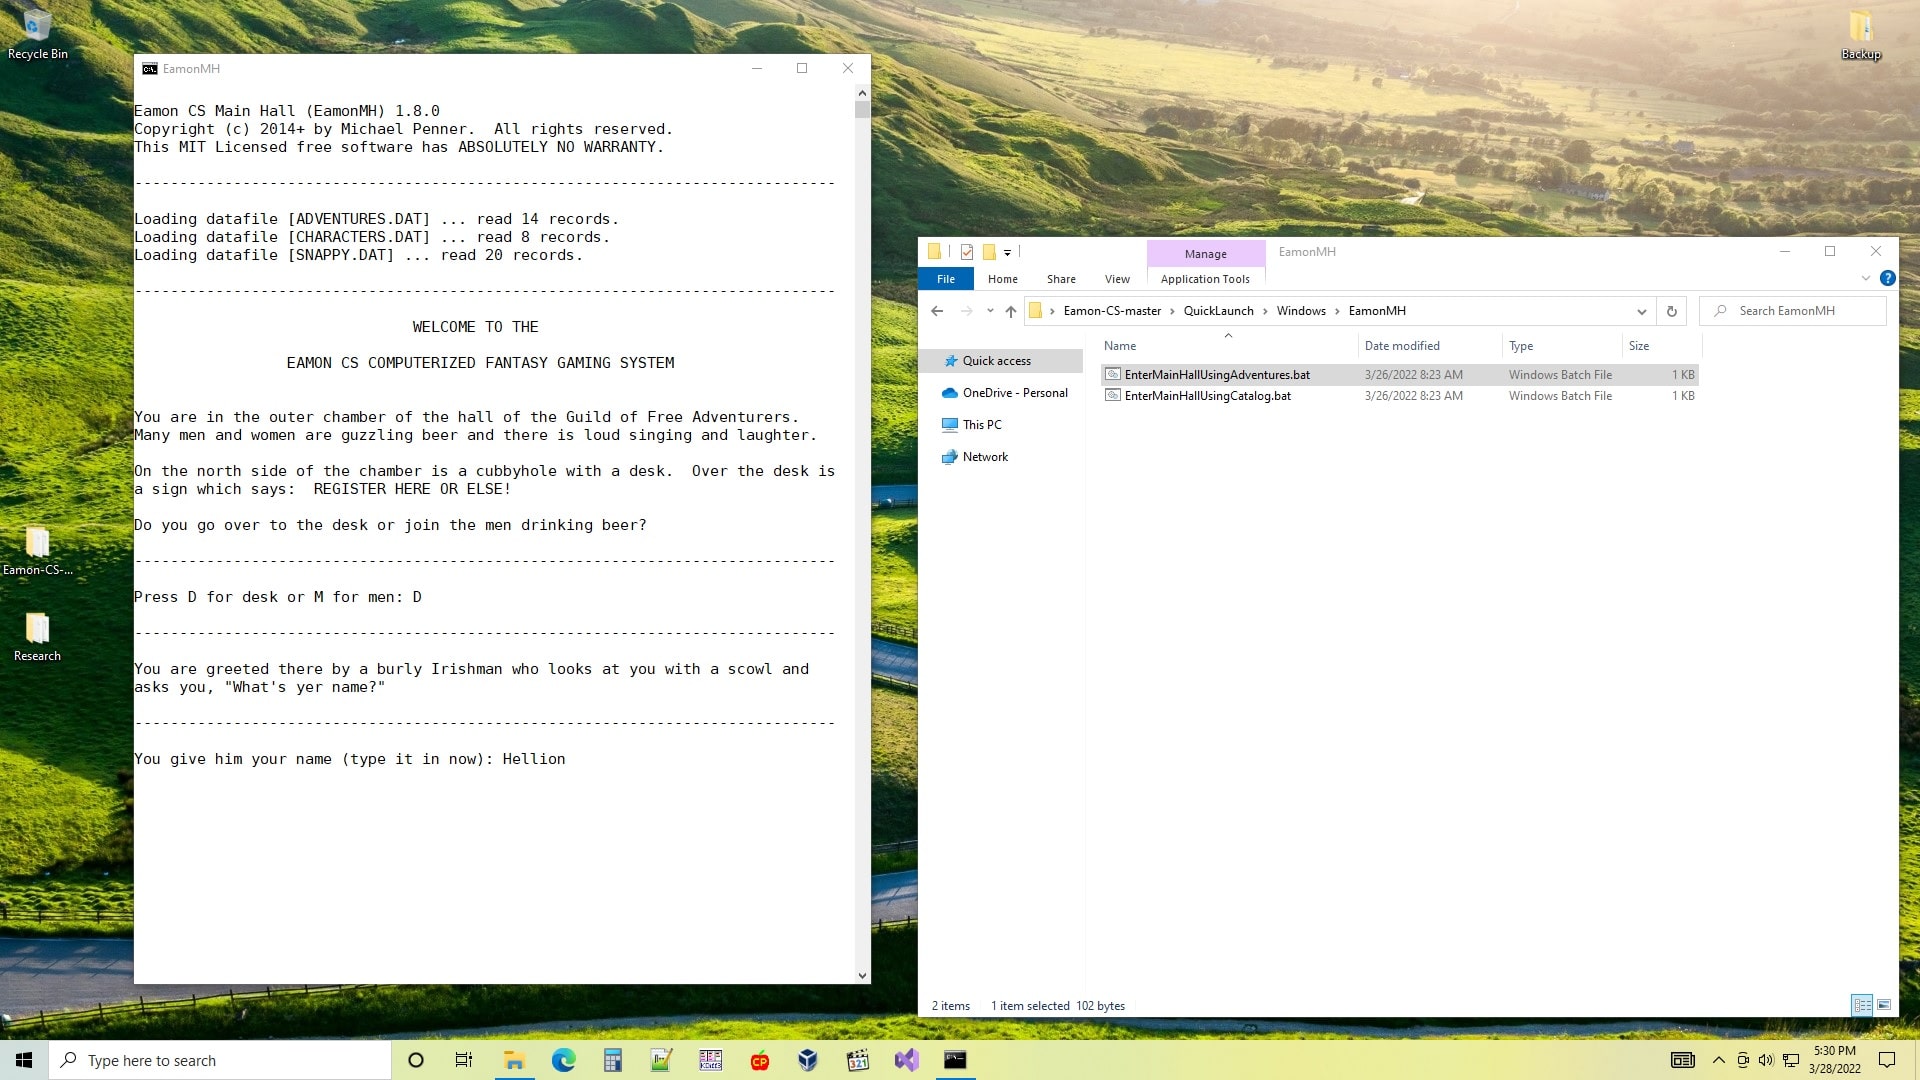 Recycle Bin
Backup
Eamon-CS-...
Research
EamonMH
Eamon CS Main Hall (EamonMH) 1.8.0
Copyright (c) 2014+ by Michael Penner.  All rights reserved.
This MIT Licensed free software has ABSOLUTELY NO WARRANTY.
------------------------------------------------------------------------------
Loading datafile [ADVENTURES.DAT] ... read 14 records.
Loading datafile [CHARACTERS.DAT] ... read 8 records.
Loading datafile [SNAPPY.DAT] ... read 20 records.
------------------------------------------------------------------------------
WELCOME TO THE
EAMON CS COMPUTERIZED FANTASY GAMING SYSTEM
You are in the outer chamber of the hall of the Guild of Free Adventurers.
Many men and women are guzzling beer and there is loud singing and laughter.
On the north side of the chamber is a cubbyhole with a desk.  Over the desk is
a sign which says:  REGISTER HERE OR ELSE!
Do you go over to the desk or join the men drinking beer?
------------------------------------------------------------------------------
Press D for desk or M for men: D
------------------------------------------------------------------------------
You are greeted there by a burly Irishman who looks at you with a scowl and
asks you, "What's yer name?"
------------------------------------------------------------------------------
You give him your name (type it in now): Hellion
Manage EamonMH
File Home Share View Application Tools
Eamon-CS-master > QuickLaunch > Windows > EamonMH Search EamonMH
Name Date modified Type Size
EnterMainHallUsingAdventures.bat 3/26/2022 8:23 AM Windows Batch File 1 KB
EnterMainHallUsingCatalog.bat 3/26/2022 8:23 AM Windows Batch File 1 KB
Quick access
OneDrive - Personal
This PC
Network
2 items 1 item selected 102 bytes
Type here to search
CP
321
5:30 PM
3/28/2022